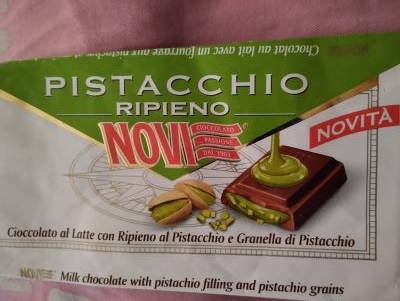 Chocolat au lait avec un fourrage aux pistaches et
PISTACCHIO
RIPIENO
NOVI
CIOCCOLATO
PASSIONE
DAL 1903
NOVITÀ
Cioccolato al Latte con Ripieno al Pistacchio e Granella di Pistacchio
NOVI Milk chocolate with pistachio filling and pistachio grains